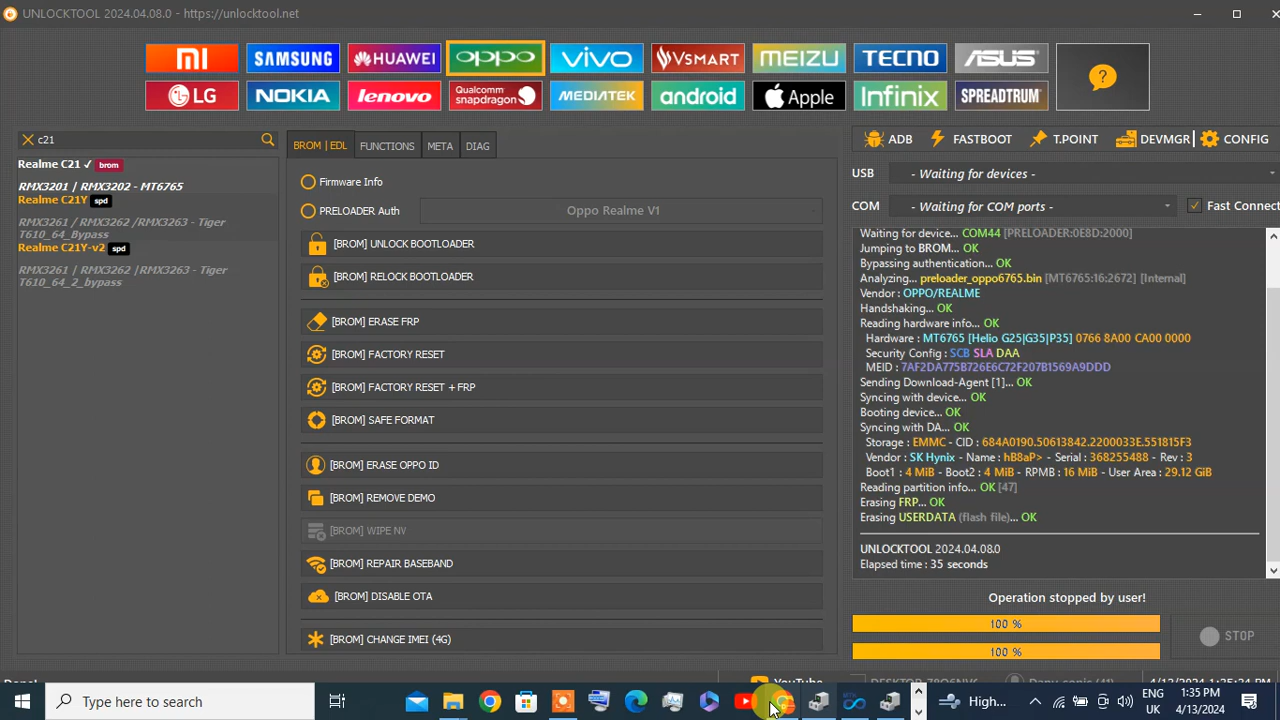 UNLOCKTOOL 2024.04.08.0 - https://unlocktool.net
MI SAMSUNG HUAWEI OPPO vivo VSMART MEIZU TECNO ASUS ?
LG NOKIA lenovo Qualcomm snapdragon MEDIATEK android Apple Infinix SPREADTRUM
c21
Realme C21 ✓ brom
RMX3201 / RMX3202 - MT6765
Realme C21Y spd
RMX3261 / RMX3262 /RMX3263 - Tiger
T610_64_Bypass
Realme C21Y-v2 spd
RMX3261 | RMX3262 |RMX3263 - Tiger
T610_64_2_bypass
BROM | EDL FUNCTIONS META DIAG
Firmware Info
PRELOADER Auth Oppo Realme V1
[BROM] UNLOCK BOOTLOADER
[BROM] RELOCK BOOTLOADER
[BROM] ERASE FRP
[BROM] FACTORY RESET
[BROM] FACTORY RESET + FRP
[BROM] SAFE FORMAT
[BROM] ERASE OPPO ID
[BROM] REMOVE DEMO
[BROM] WIPE NV
[BROM] REPAIR BASEBAND
[BROM] DISABLE OTA
[BROM] CHANGE IMEI (4G)
ADB FASTBOOT T.POINT DEVMGR CONFIG
USB - Waiting for devices -
COM - Waiting for COM ports - Fast Connect
Waiting for device... COM44 [PRELOADER:0E8D:2000]
Jumping to BROM... OK
Bypassing authentication... OK
Analyzing... preloader_oppo6765.bin [MT6765:16:2672] [Internal]
Vendor : OPPO/REALME
Handshaking... OK
Reading hardware info... OK
Hardware : MT6765 [Helio G25|G35|P35] 0766 8A00 CA00 0000
Security Config : SCB SLA DAA
MEID : 7AF2DA775B726E6C72F207B1569A9DDD
Sending Download-Agent [1]... OK
Syncing with device... OK
Booting device... OK
Syncing with DA... OK
Storage : EMMC - CID : 684A0190.50613842.2200033E.551815F3
Vendor : SK Hynix - Name : hB8aP> - Serial : 368255488 - Rev : 3
Boot1 : 4 MiB - Boot2 : 4 MiB - RPMB : 16 MiB - User Area : 29.12 GiB
Reading partition info... OK [47]
Erasing FRP... OK
Erasing USERDATA (flash file)... OK
UNLOCKTOOL 2024.04.08.0
Elapsed time : 35 seconds
Operation stopped by user!
100 %
STOP
100 %
YouTube
Type here to search
High...
ENG
1:35 PM
4/13/2024